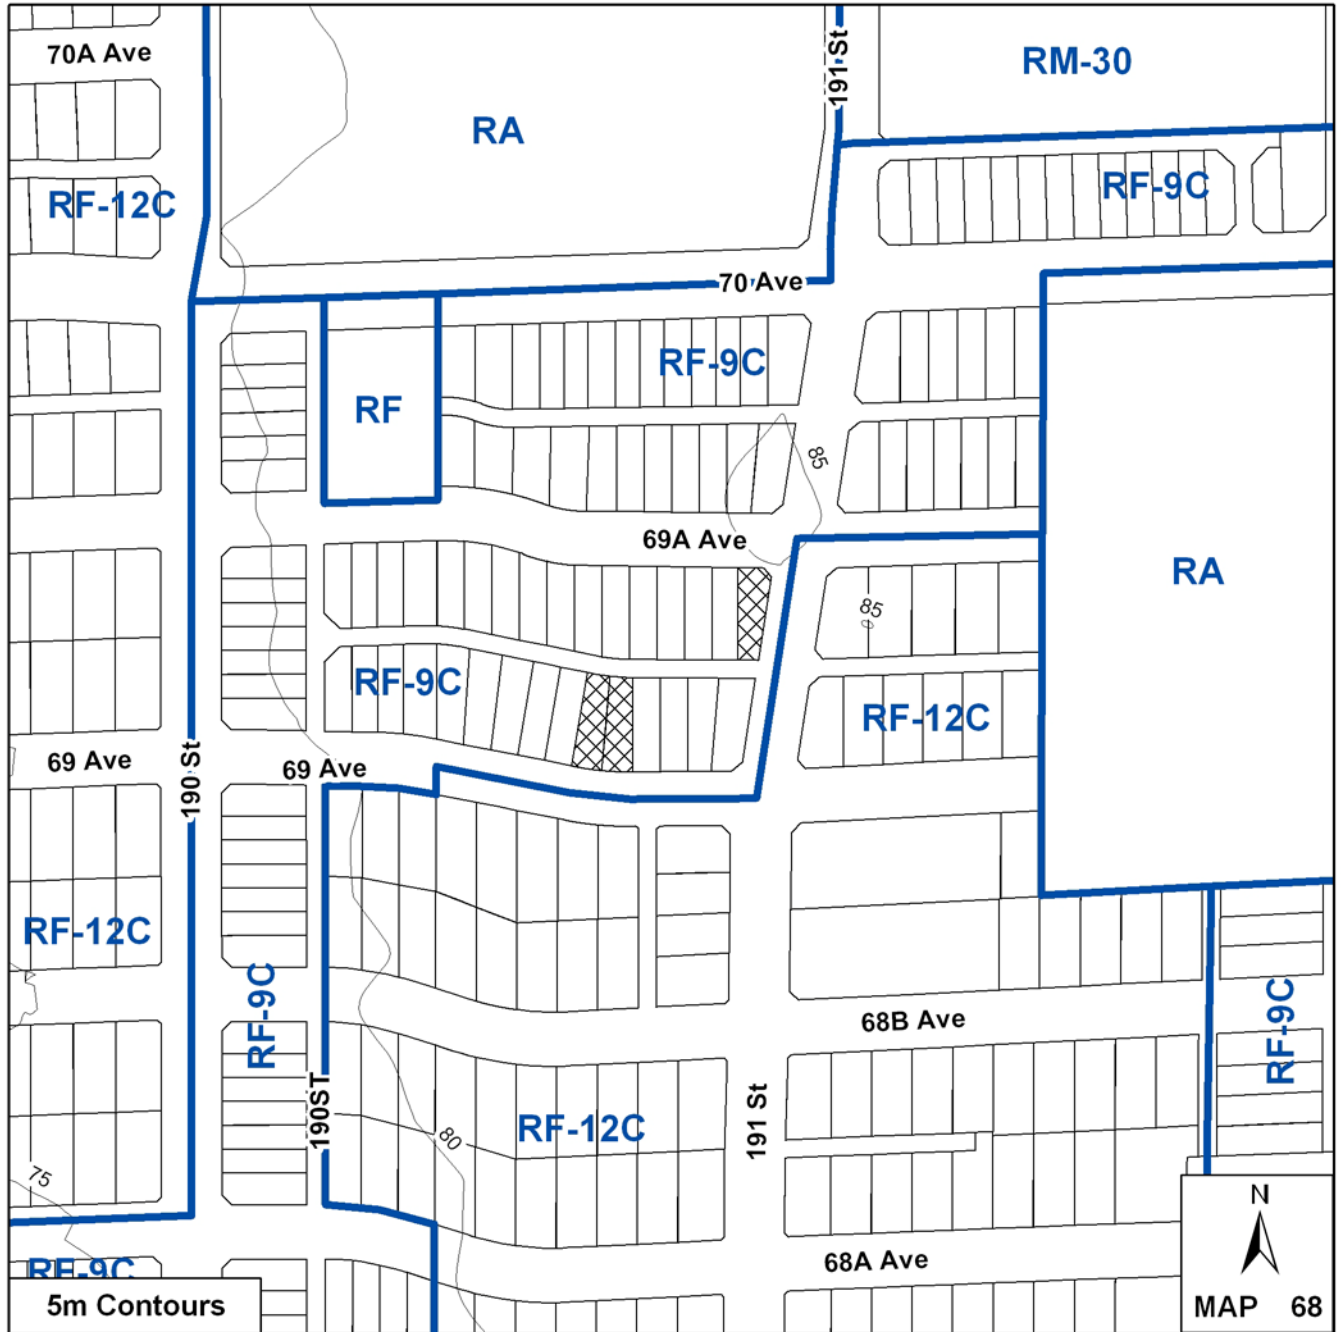 70A Ave
191 St
RM-30
RA
RF-9C
RF-12C
70 Ave
RF-9C
RF
85
69A Ave
RA
85
RF-9C
RF-12C
69 Ave
190 St
69 Ave
RF-12C
RF-9C
68B Ave
RF-9C
190ST
RF-12C
191 St
80
75
RF-9C
68A Ave
N
5m Contours
MAP 68